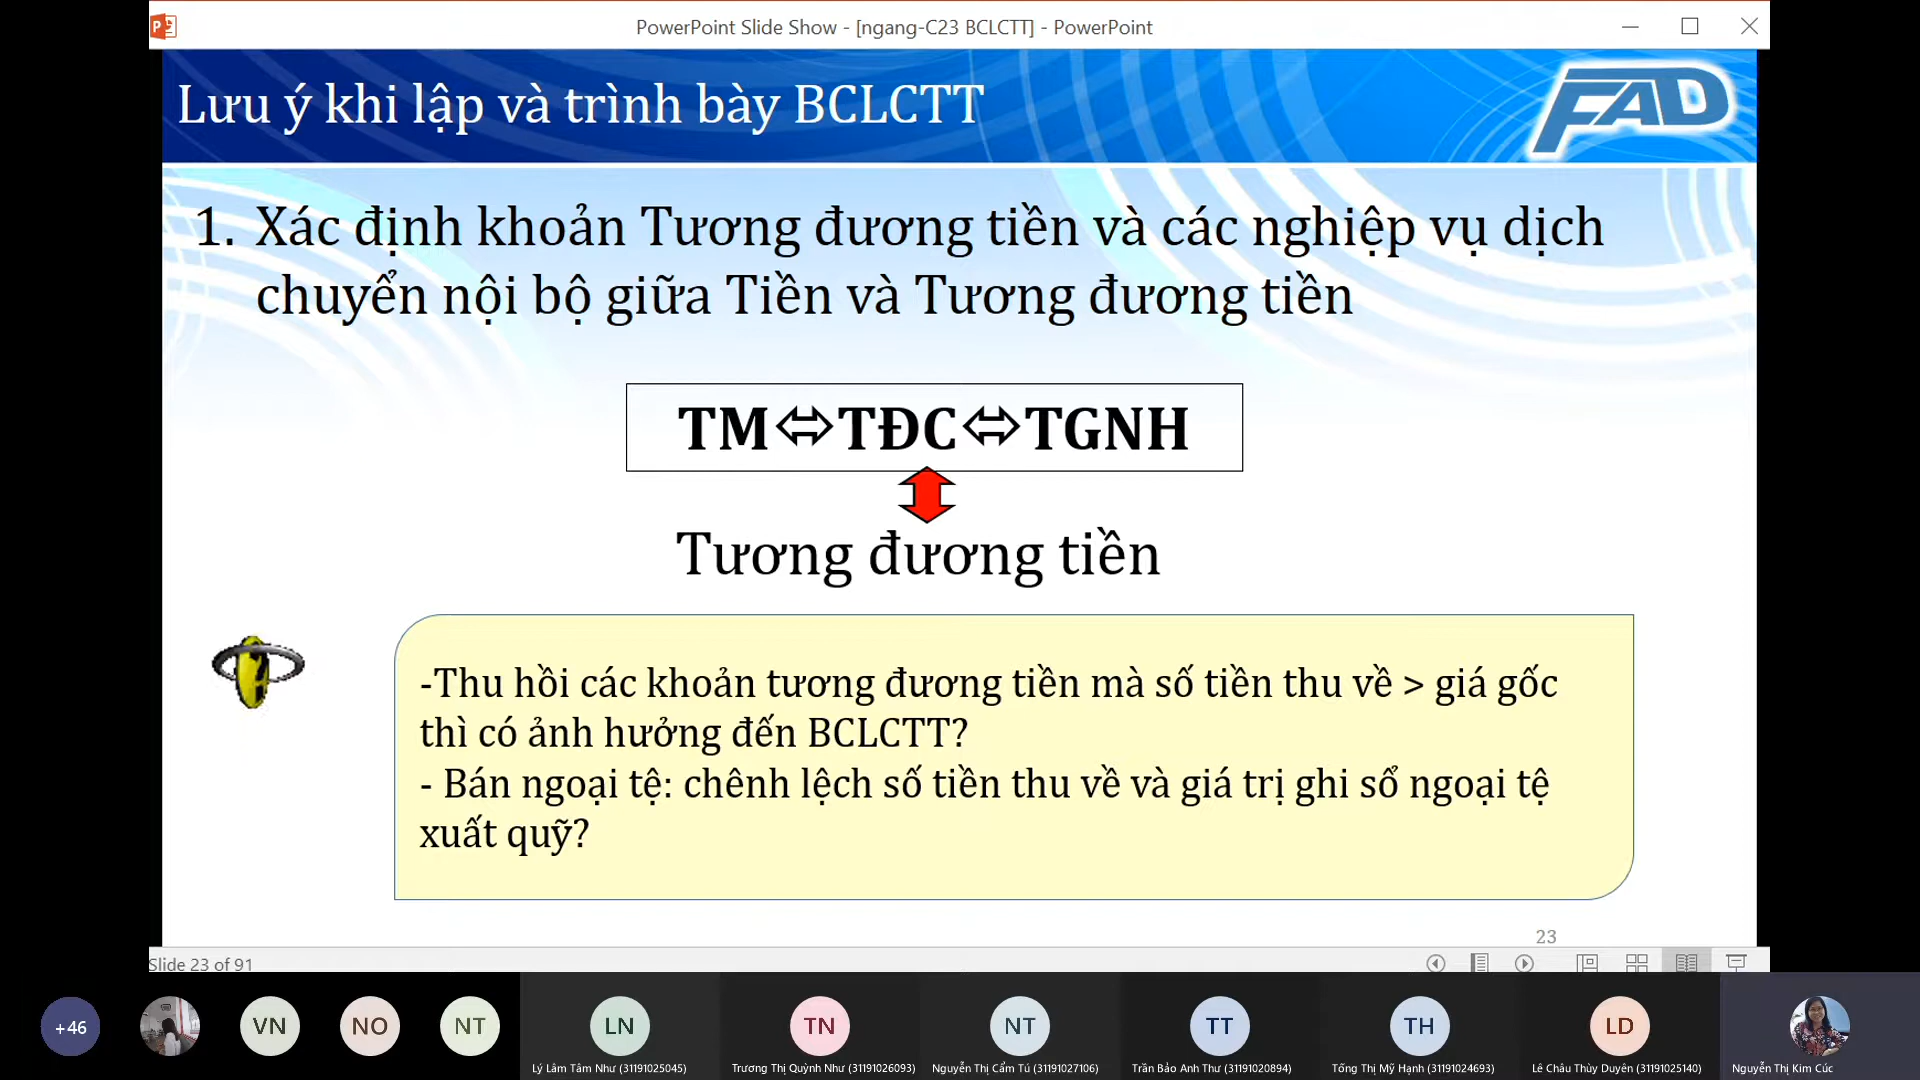 PowerPoint Slide Show - [ngang-C23 BCLCTT] - PowerPoint
Lưu ý khi lập và trình bày BCLCTT
FAD
1. Xác định khoản Tương đương tiền và các nghiệp vụ dịch
chuyển nội bộ giữa Tiền và Tương đương tiền
TM⬄TĐC⬄TGNH
Tương đương tiền
-Thu hồi các khoản tương đương tiền mà số tiền thu về > giá gốc
thì có ảnh hưởng đến BCLCTT?
- Bán ngoại tệ: chênh lệch số tiền thu về và giá trị ghi sổ ngoại tệ
xuất quỹ?
23
Slide 23 of 91
+46
VN
NO
NT
LN
TN
NT
TT
TH
LD
Lý Lâm Tâm Như (31191025045)
Trương Thị Quỳnh Như (31191026093)
Nguyễn Thị Cẩm Tú (31191027106)
Trần Bảo Anh Thư (31191020894)
Tống Thị Mỹ Hạnh (31191024693)
Lê Châu Thùy Duyên (31191025140)
Nguyễn Thị Kim Cúc